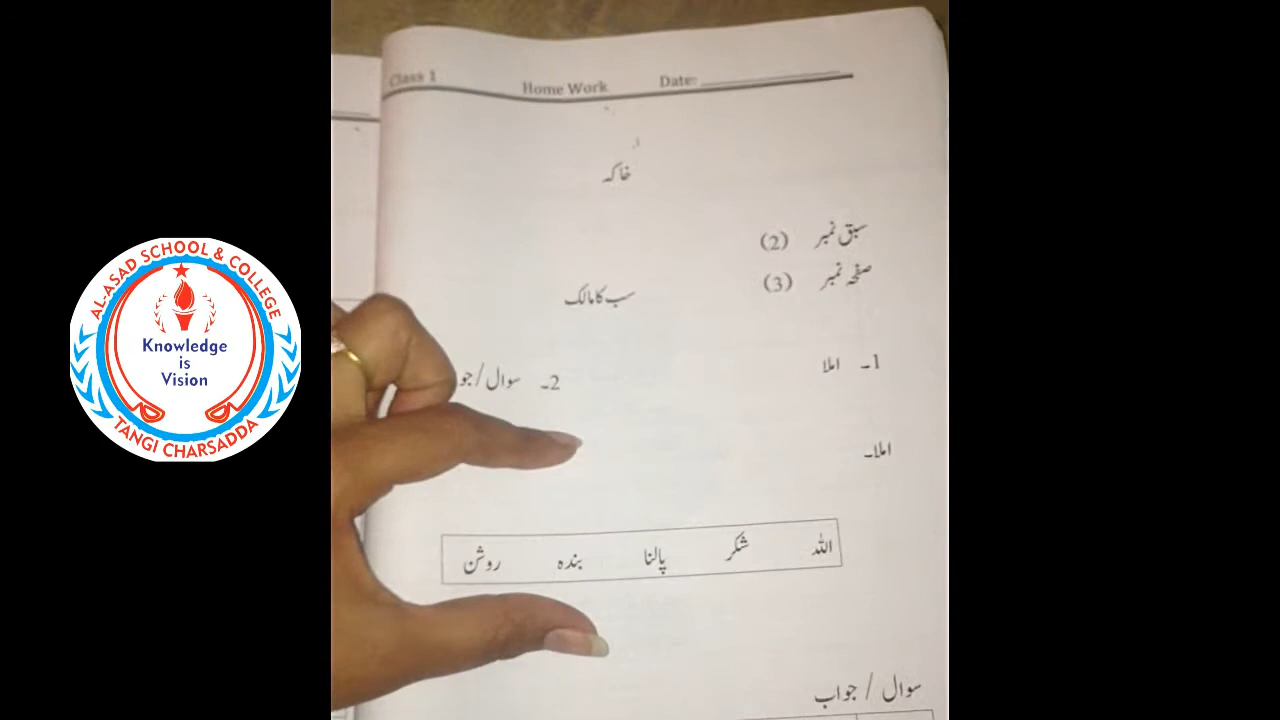 AL-ASAD SCHOOL & COLLEGE
Knowledge
is
Vision
TANGI CHARSADDA
Class 1 Home Work Date:
خاکہ
سبق نمبر (2)
صفحہ نمبر (3)
سب کا مالک
1۔ املا 2۔ سوال/جو
املا۔
اللہ شکر پالنا بندہ روشن
سوال / جواب